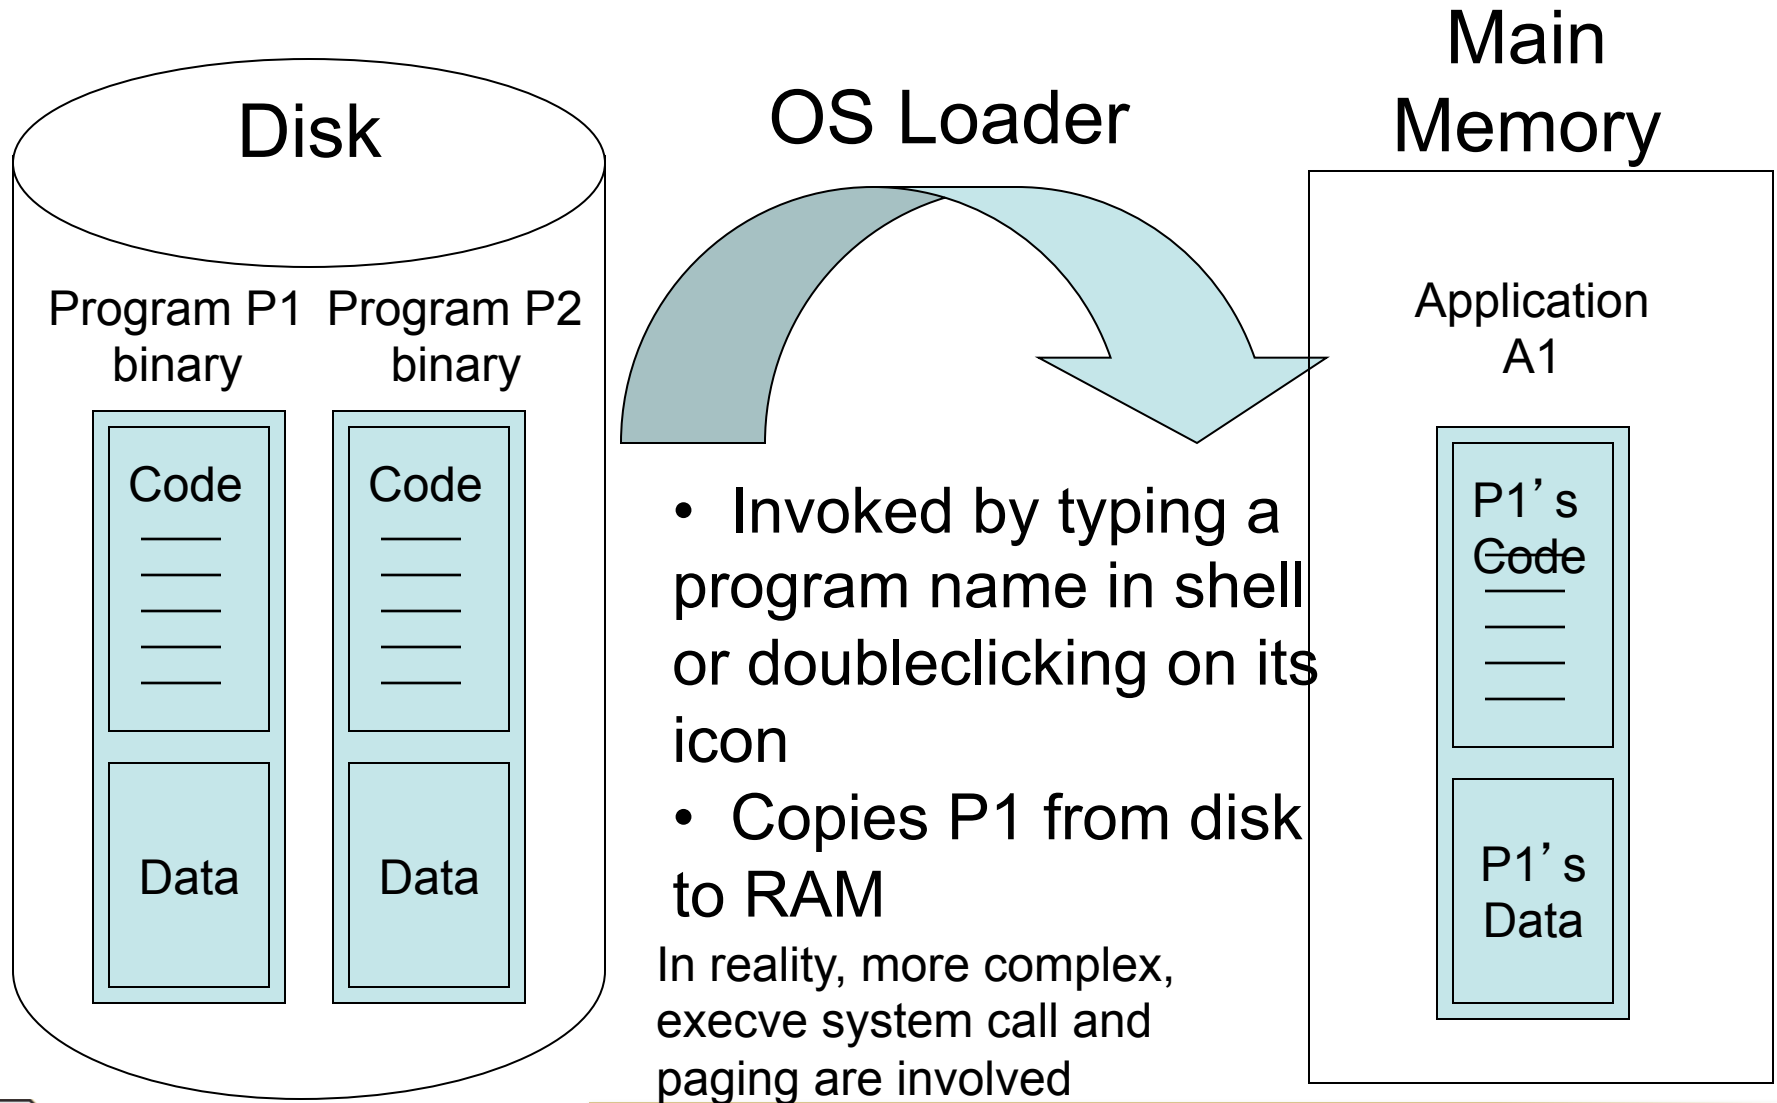 Disk
Program P1
binary
Code
Data
Program P2
binary
Code
Data
OS Loader
• Invoked by typing a
program name in shell
or doubleclicking on its
icon
• Copies P1 from disk
to RAM
In reality, more complex,
execve system call and
paging are involved
Main
Memory
Application
A1
P1’s
Code
P1’s
Data